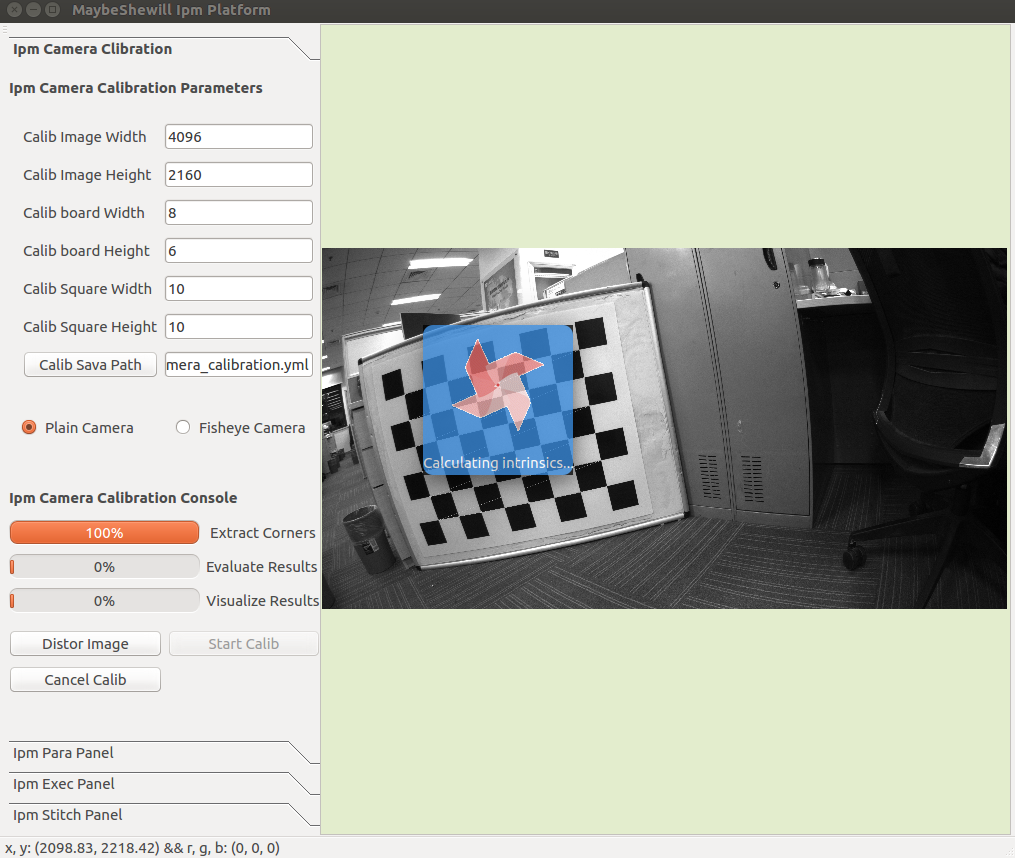 MaybeShewill Ipm Platform
Ipm Camera Clibration
Ipm Camera Calibration Parameters
Calib Image Width 4096
Calib Image Height 2160
Calib board Width 8
Calib board Height 6
Calib Square Width 10
Calib Square Height 10
Calib Sava Path mera_calibration.yml
Plain Camera Fisheye Camera
Calculating intrinsics...
Ipm Camera Calibration Console
100% Extract Corners
0% Evaluate Results
0% Visualize Results
Distor Image Start Calib
Cancel Calib
Ipm Para Panel
Ipm Exec Panel
Ipm Stitch Panel
x, y: (2098.83, 2218.42) && r, g, b: (0, 0, 0)